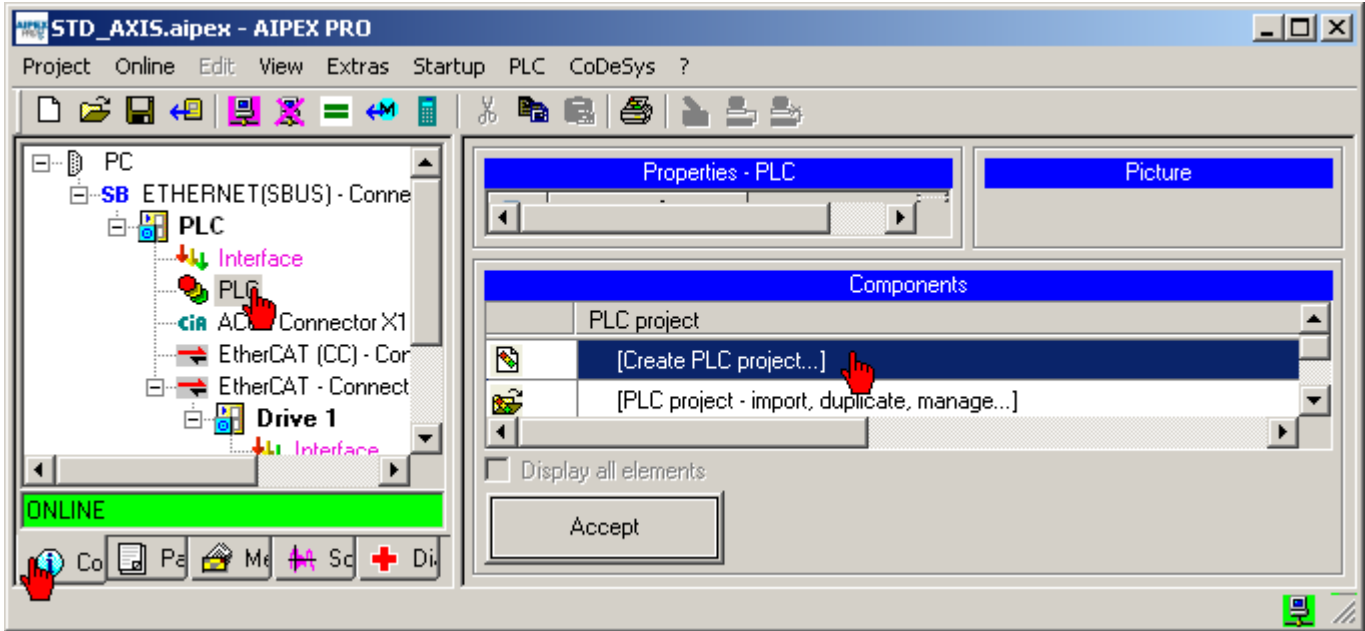 STD_AXIS.aipex - AIPEX PRO
Project Online Edit View Extras Startup PLC CoDeSys ?
PC
SB ETHERNET(SBUS) - Conne
PLC
Interface
PLC
CiA Connector X1
EtherCAT (CC) - Con
EtherCAT - Connect
Drive 1
Interface
ONLINE
Co Pa Me Sc Di
Properties - PLC
Picture
Components
PLC project
[Create PLC project...]
[PLC project - import, duplicate, manage...]
Display all elements
Accept